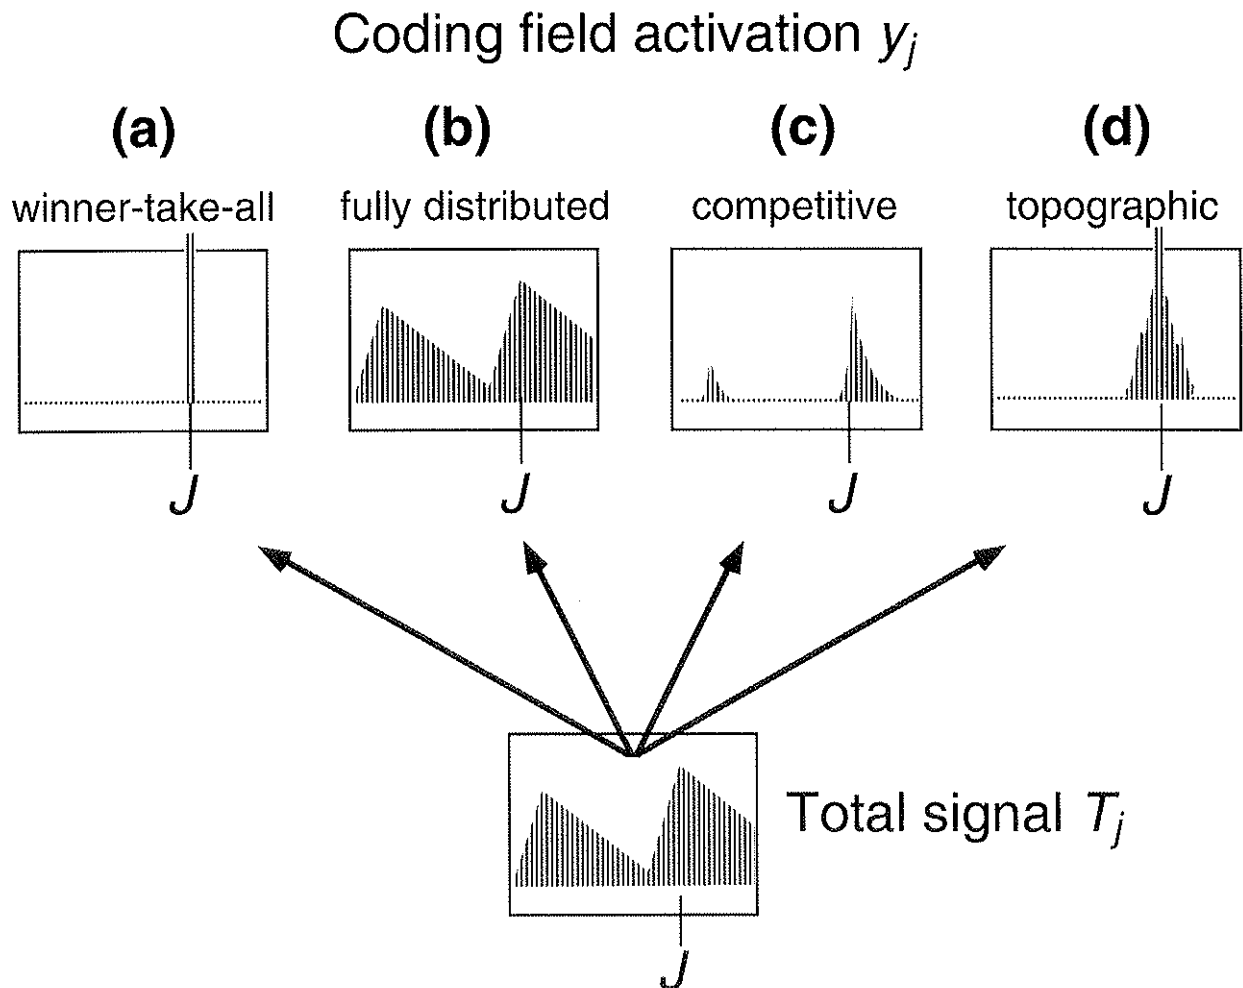 Coding field activation yj
(a) (b) (c) (d)
winner-take-all fully distributed competitive topographic
J J J J
Total signal Tj
J